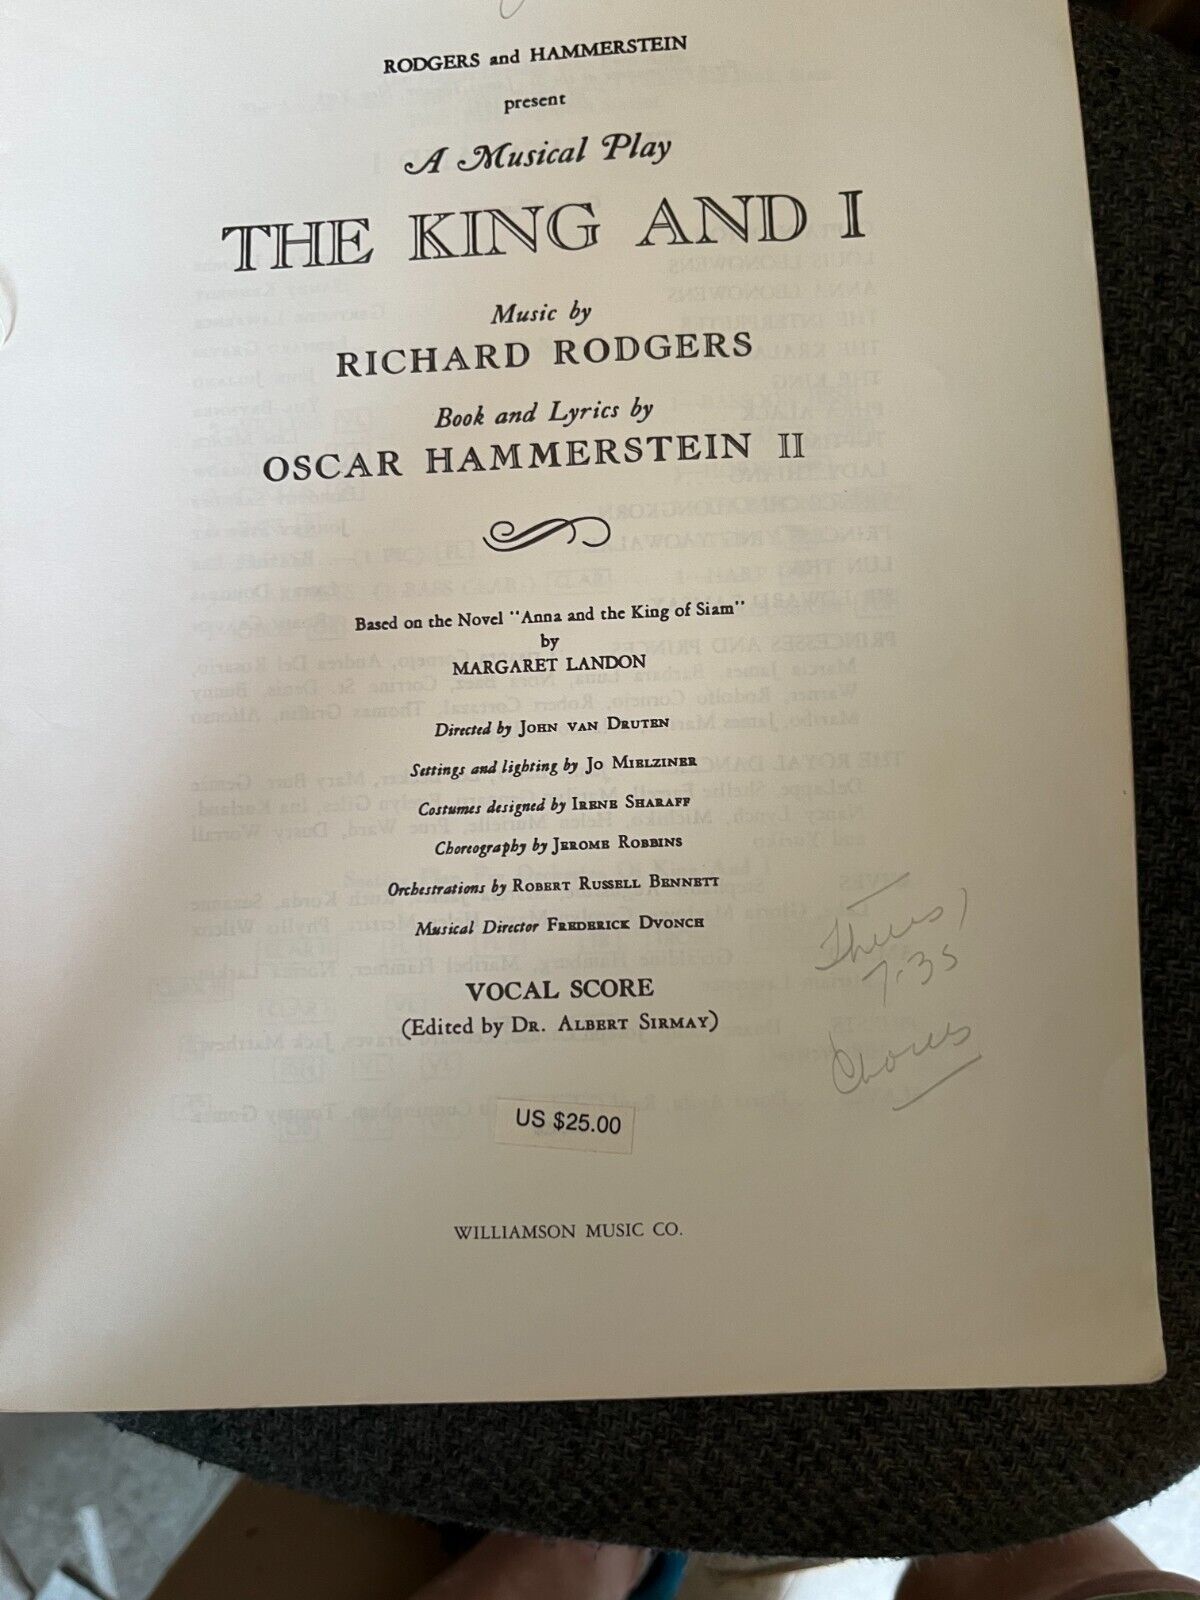 RODGERS and HAMMERSTEIN
present
A Musical Play
THE KING AND I
Music by
RICHARD RODGERS
Book and Lyrics by
OSCAR HAMMERSTEIN II
Based on the Novel "Anna and the King of Siam"
by
MARGARET LANDON
Directed by JOHN VAN DRUTEN
Settings and lighting by JO MIELZINER
Costumes designed by IRENE SHARAFF
Choreography by JEROME ROBBINS
Orchestrations by ROBERT RUSSELL BENNETT
Musical Director FREDERICK DVONCH
Thurs,
7-35
Chorus
VOCAL SCORE
(Edited by DR. ALBERT SIRMAY)
US $25.00
WILLIAMSON MUSIC CO.